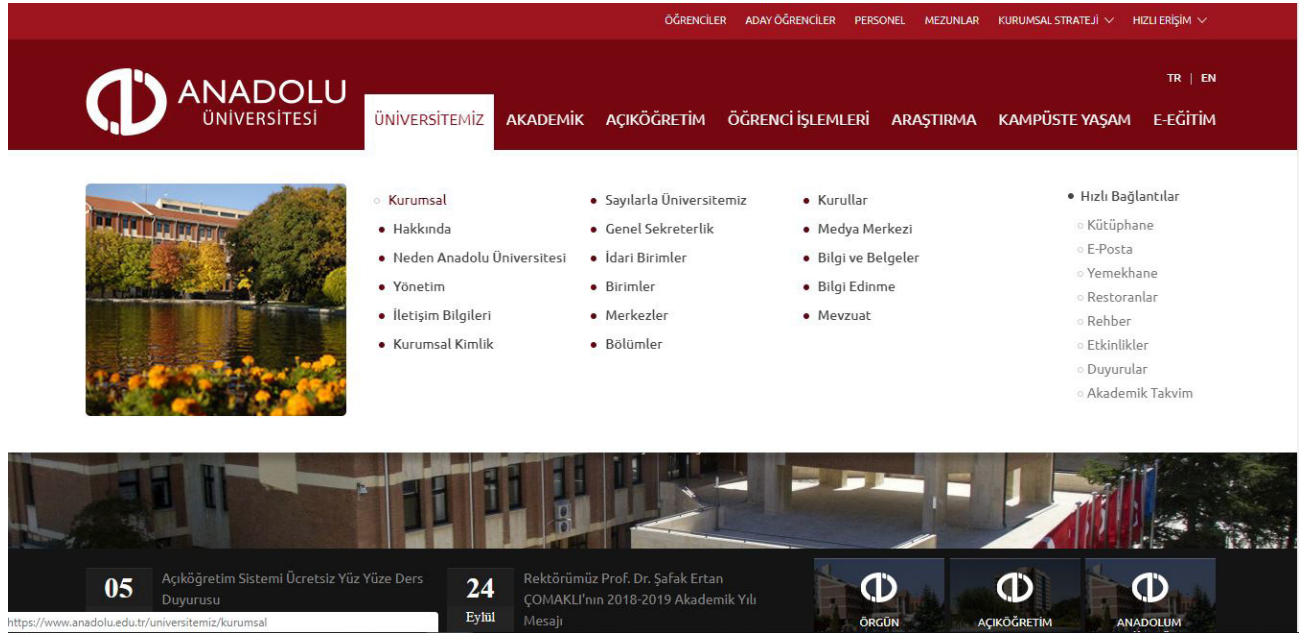 ÖĞRENCİLER ADAY ÖĞRENCİLER PERSONEL MEZUNLAR KURUMSAL STRATEJİ HIZLI ERİŞİM
TR | EN
ANADOLU
ÜNİVERSİTESİ
ÜNİVERSİTEMİZ AKADEMİK AÇIKÖĞRETİM ÖĞRENCİ İŞLEMLERİ ARAŞTIRMA KAMPÜSTE YAŞAM E-EĞİTİM
Kurumsal
Hakkında
Neden Anadolu Üniversitesi
Yönetim
İletişim Bilgileri
Kurumsal Kimlik
Sayılarla Üniversitemiz
Genel Sekreterlik
İdari Birimler
Birimler
Merkezler
Bölümler
Kurullar
Medya Merkezi
Bilgi ve Belgeler
Bilgi Edinme
Mevzuat
Hızlı Bağlantılar
Kütüphane
E-Posta
Yemekhane
Restoranlar
Rehber
Etkinlikler
Duyurular
Akademik Takvim
05
Açıköğretim Sistemi Ücretsiz Yüz Yüze Ders
Duyurusu
24
Eylül
Rektörümüz Prof. Dr. Şafak Ertan
ÇOMAKLI'nın 2018-2019 Akademik Yılı
Mesajı
ÖRGÜN
AÇIKÖĞRETİM
ANADOLUM
https://www.anadolu.edu.tr/universitemiz/kurumsal